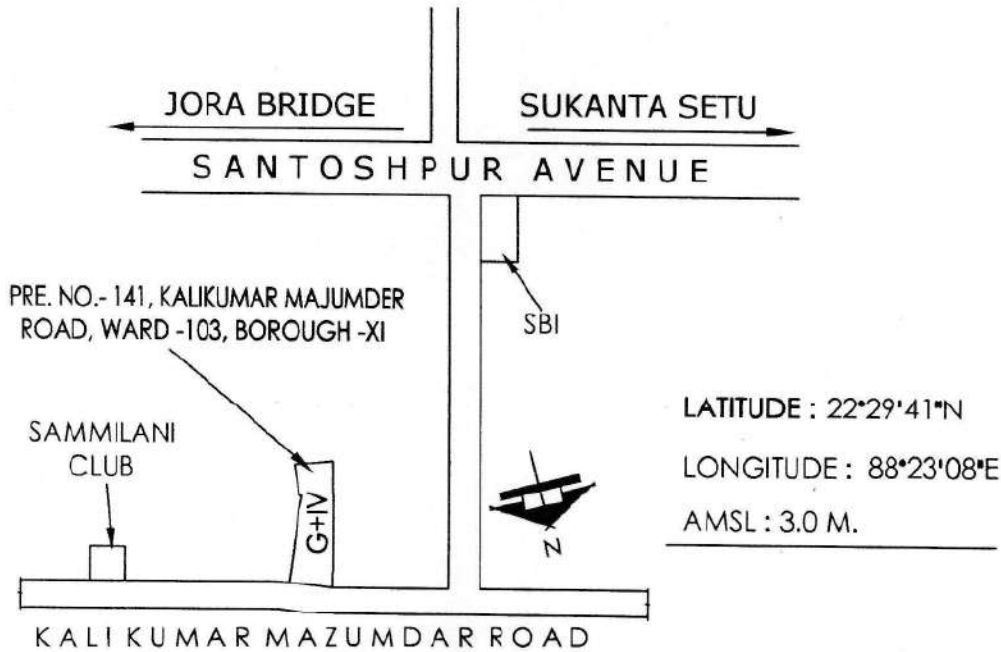 JORA BRIDGE
SUKANTA SETU
SANTOSHPUR AVENUE
PRE. NO.- 141, KALIKUMAR MAJUMDER
ROAD, WARD -103, BOROUGH -XI
SBI
SAMMILANI
CLUB
G+IV
N
LATITUDE : 22°29'41"N
LONGITUDE : 88°23'08"E
AMSL : 3.0 M.
KALI KUMAR MAZUMDAR ROAD